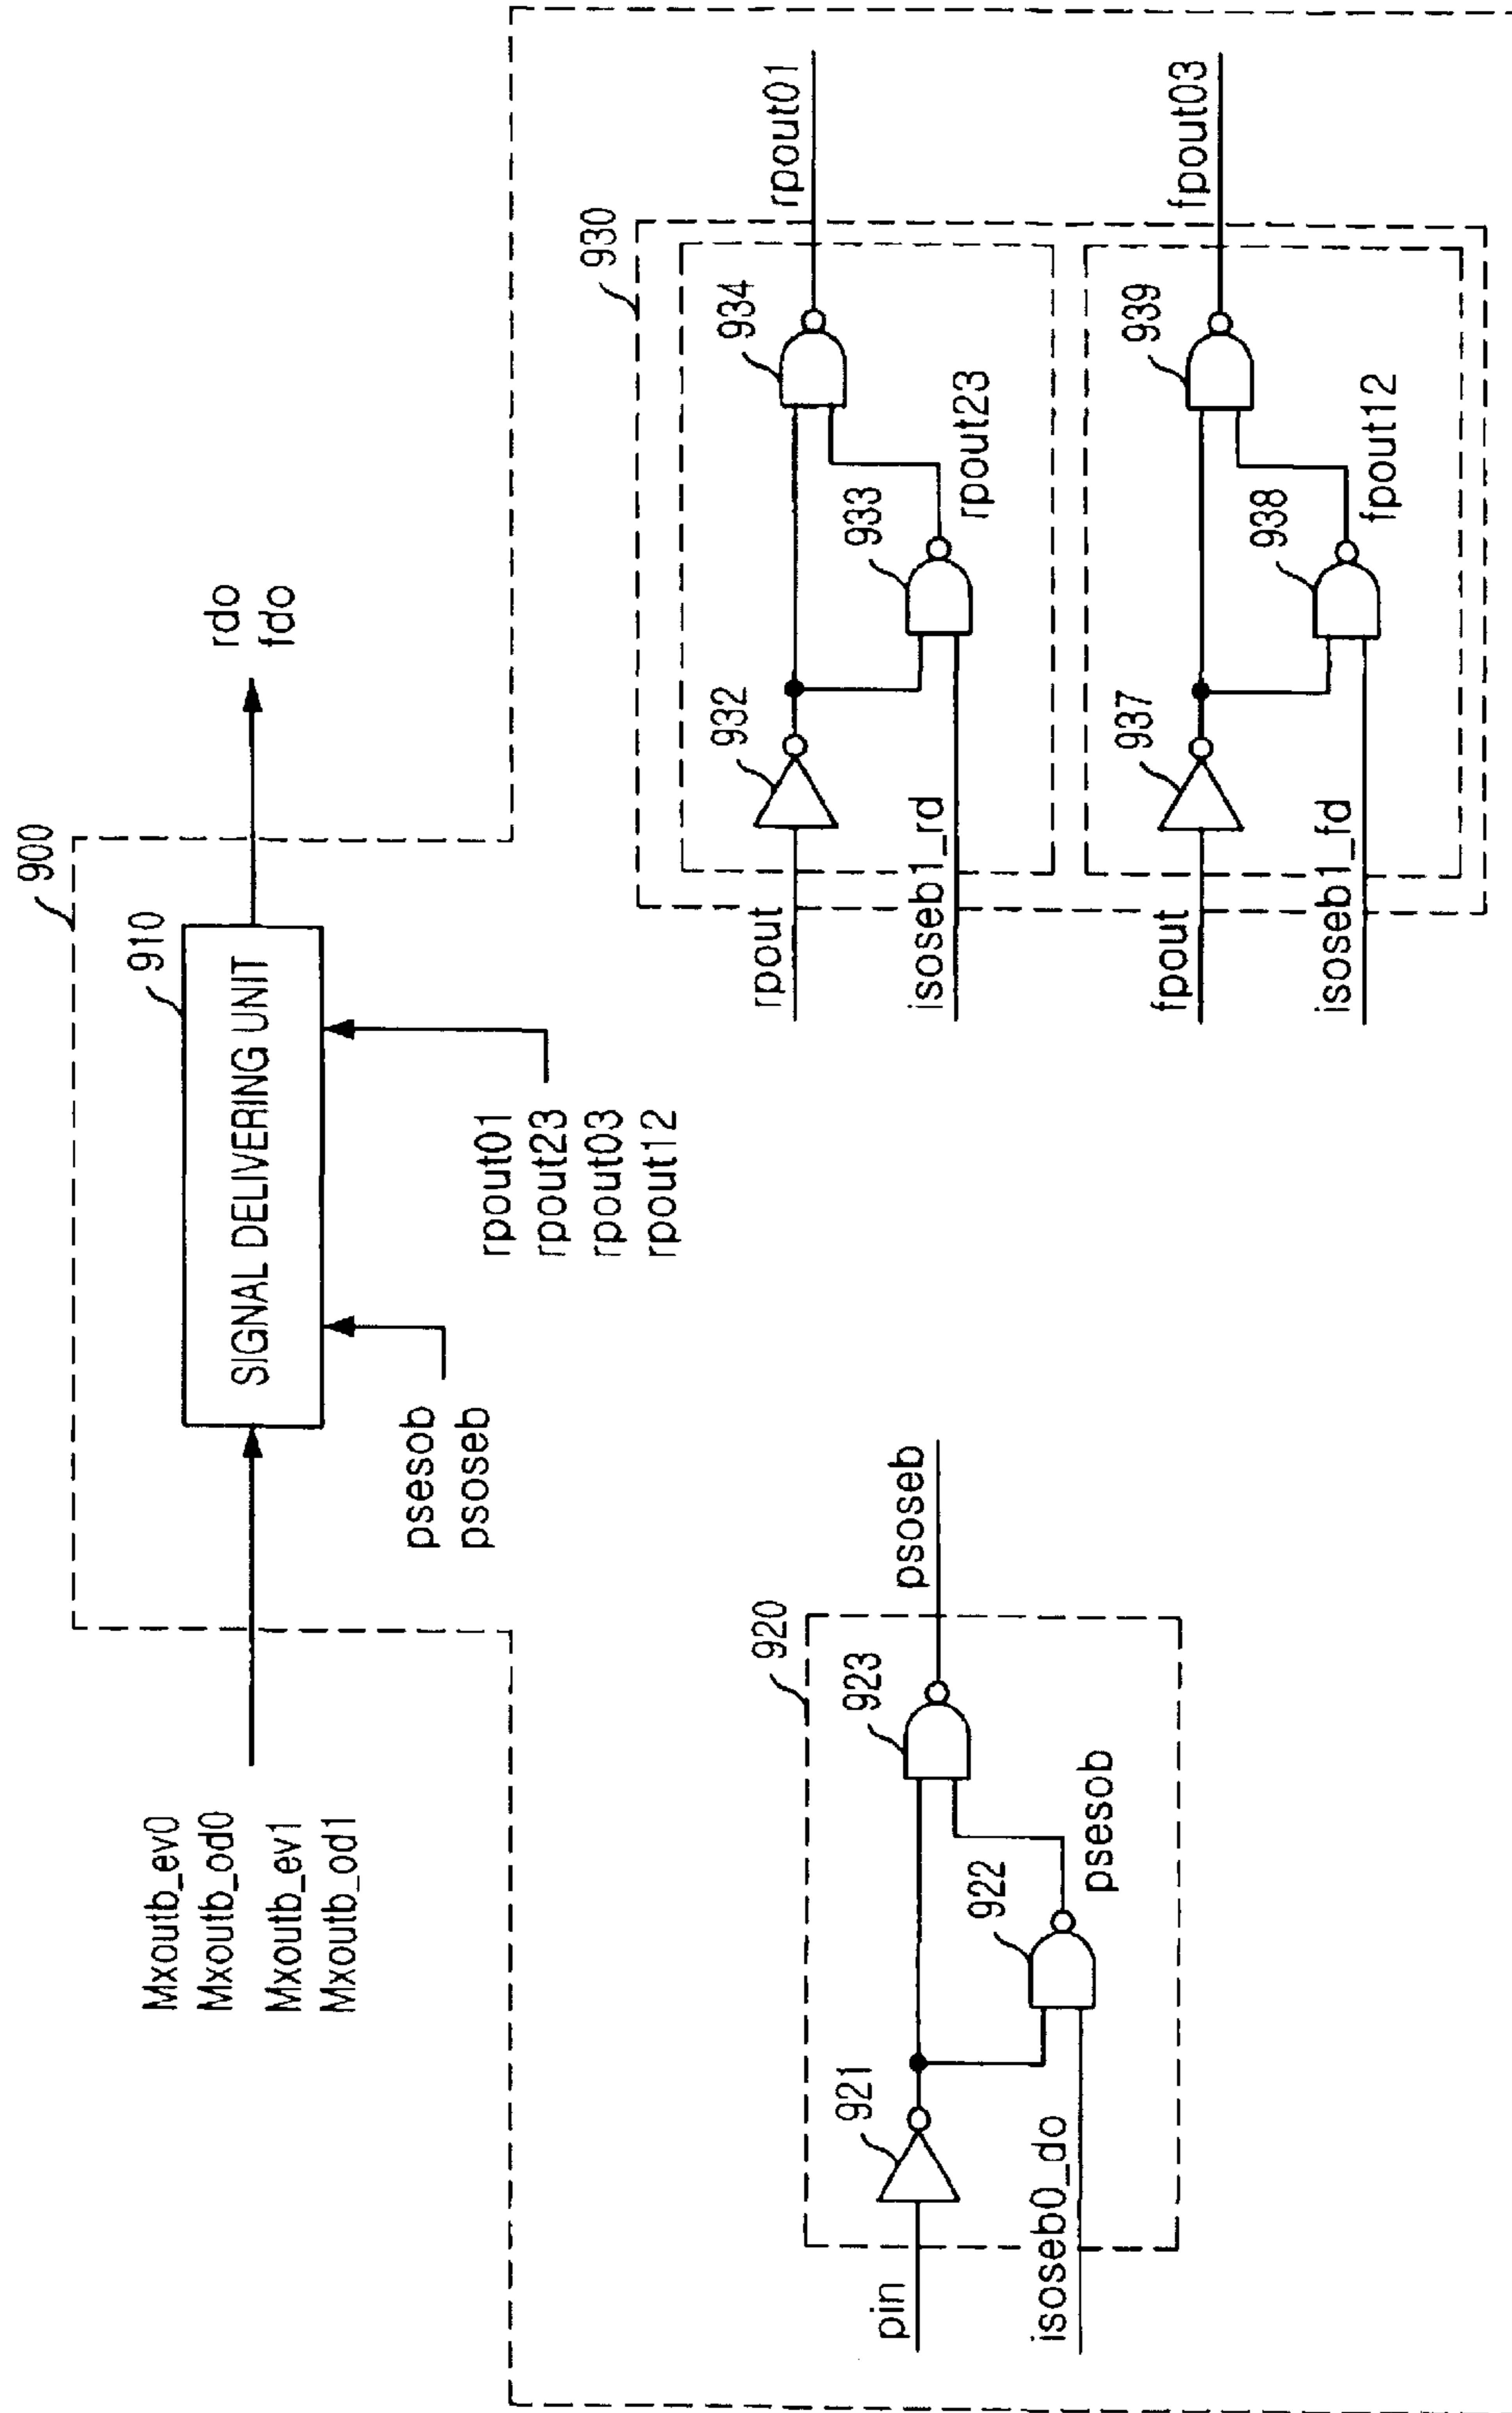 900
910
SIGNAL DELIVERING UNIT
Mxoutb_ev0
Mxoutb_od0
Mxoutb_ev1
Mxoutb_od1
rdo
fdo
psesob
psoseb
rpout01
rpout23
rpout03
rpout12
920
pin
921
isoseb0_do
922
psesob
923
psoseb
930
rpout
932
isoseb1_rd
933
rpout23
934
rpout01
fpout
937
isoseb1_fd
938
fpout12
939
fpout03